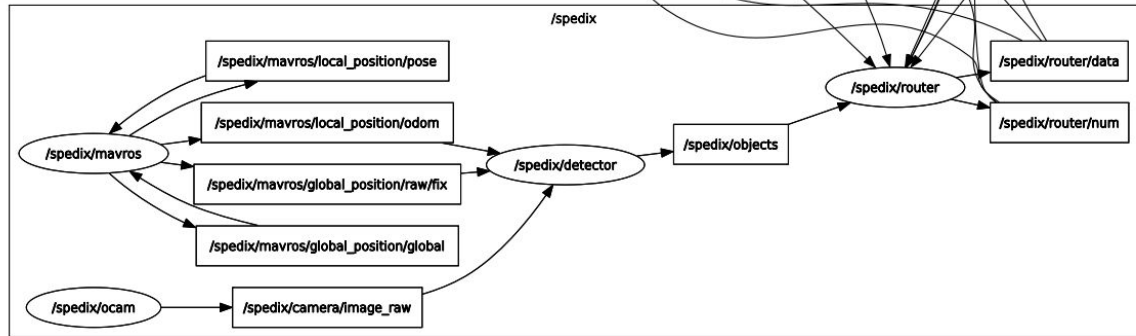 /spedix
/spedix/mavros/local_position/pose
/spedix/router/data
/spedix/router
/spedix/mavros/local_position/odom
/spedix/router/num
/spedix/objects
/spedix/mavros
/spedix/detector
/spedix/mavros/global_position/raw/fix
/spedix/mavros/global_position/global
/spedix/ocam
/spedix/camera/image_raw